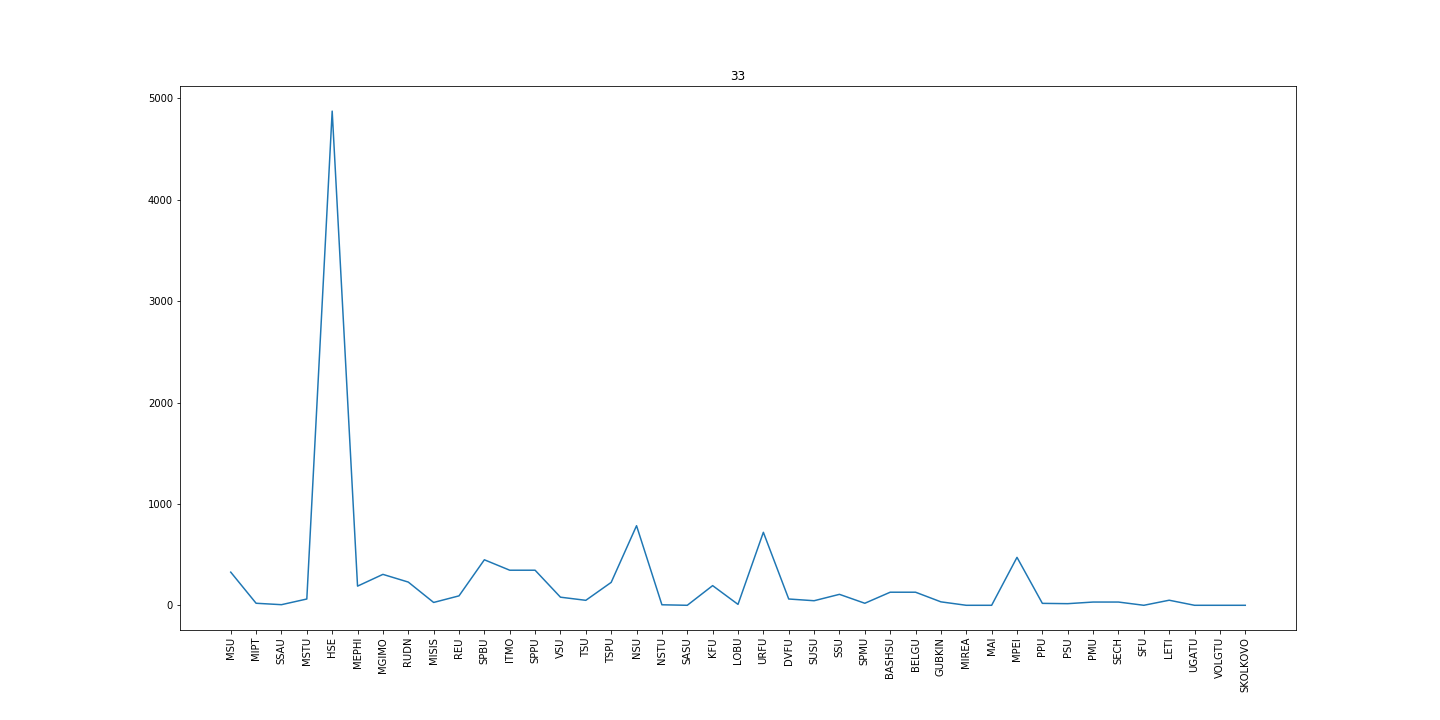 33
5000
4000
3000
2000
1000
0
MSU
MIPT
SSAU
MSTU
HSE
MEPHI
MGIMO
RUDN
MISIS
REU
SPBU
ITMO
SPPU
VSU
TSU
TSPU
NSU
NSTU
SASU
KFU
LOBU
URFU
DVFU
SUSU
SSU
SPMU
BASHSU
BELGU
GUBKIN
MIREA
MAI
MPEI
PPU
PSU
PMU
SECH
SFU
LETI
UGATU
VOLGTU
SKOLKOVO